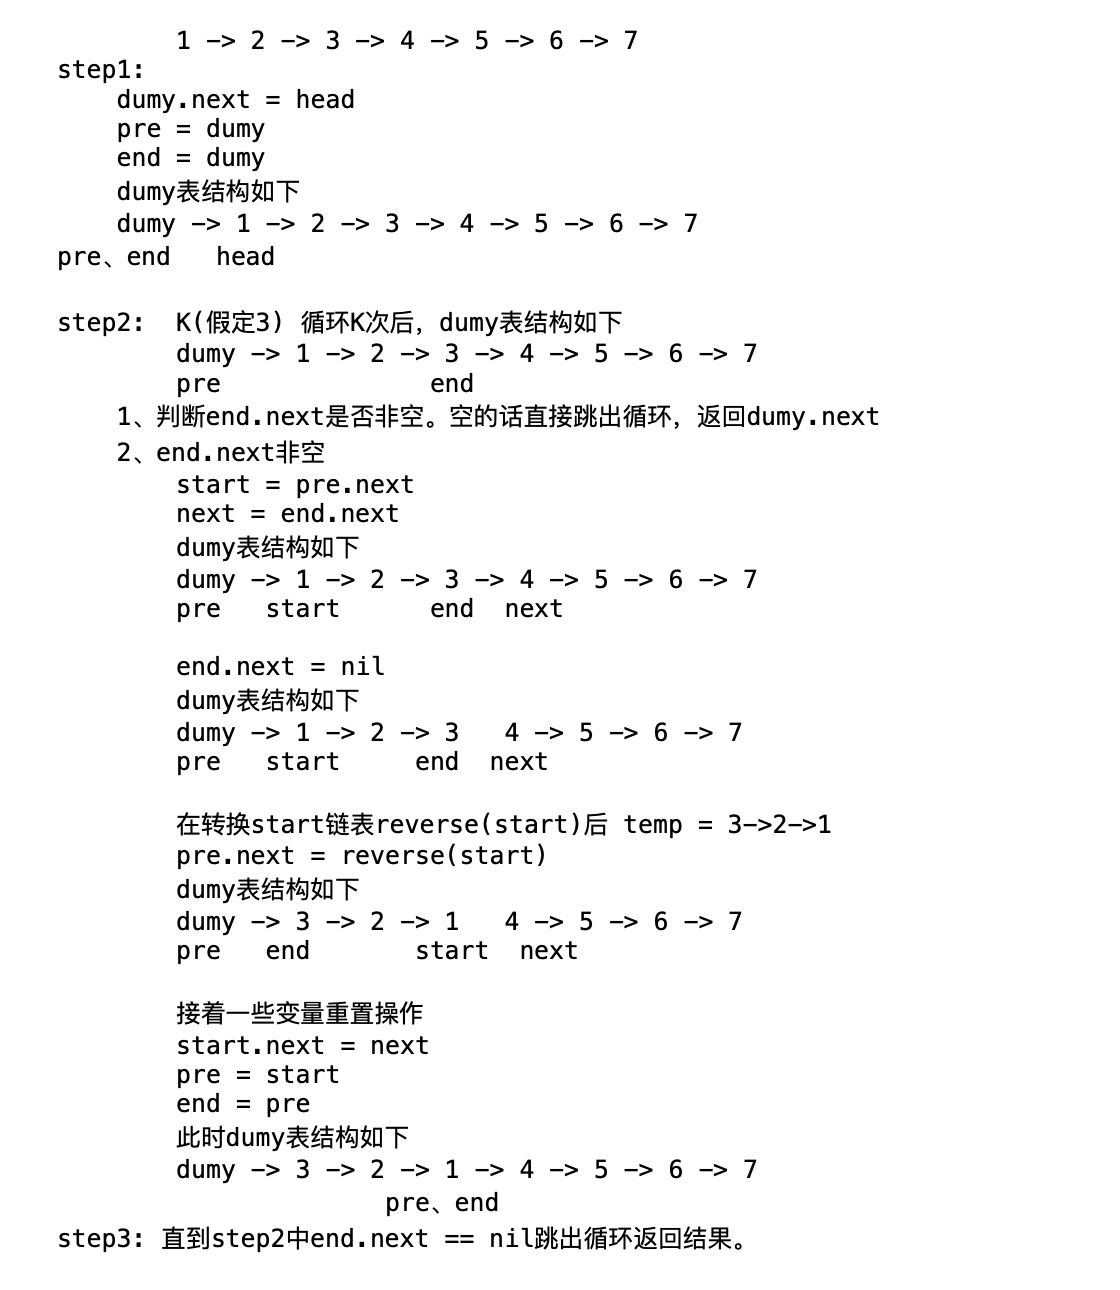 1 -> 2 -> 3 -> 4 -> 5 -> 6 -> 7
step1:
dumy.next = head
pre = dumy
end = dumy
dumy表结构如下
dumy -> 1 -> 2 -> 3 -> 4 -> 5 -> 6 -> 7
pre、end head
step2: K(假定3) 循环K次后，dumy表结构如下
dumy -> 1 -> 2 -> 3 -> 4 -> 5 -> 6 -> 7
pre end
1、判断end.next是否非空。空的话直接跳出循环，返回dumy.next
2、end.next非空
start = pre.next
next = end.next
dumy表结构如下
dumy -> 1 -> 2 -> 3 -> 4 -> 5 -> 6 -> 7
pre start end next
end.next = nil
dumy表结构如下
dumy -> 1 -> 2 -> 3 4 -> 5 -> 6 -> 7
pre start end next
在转换start链表reverse(start)后 temp = 3->2->1
pre.next = reverse(start)
dumy表结构如下
dumy -> 3 -> 2 -> 1 4 -> 5 -> 6 -> 7
pre end start next
接着一些变量重置操作
start.next = next
pre = start
end = pre
此时dumy表结构如下
dumy -> 3 -> 2 -> 1 -> 4 -> 5 -> 6 -> 7
pre、end
step3: 直到step2中end.next == nil跳出循环返回结果。